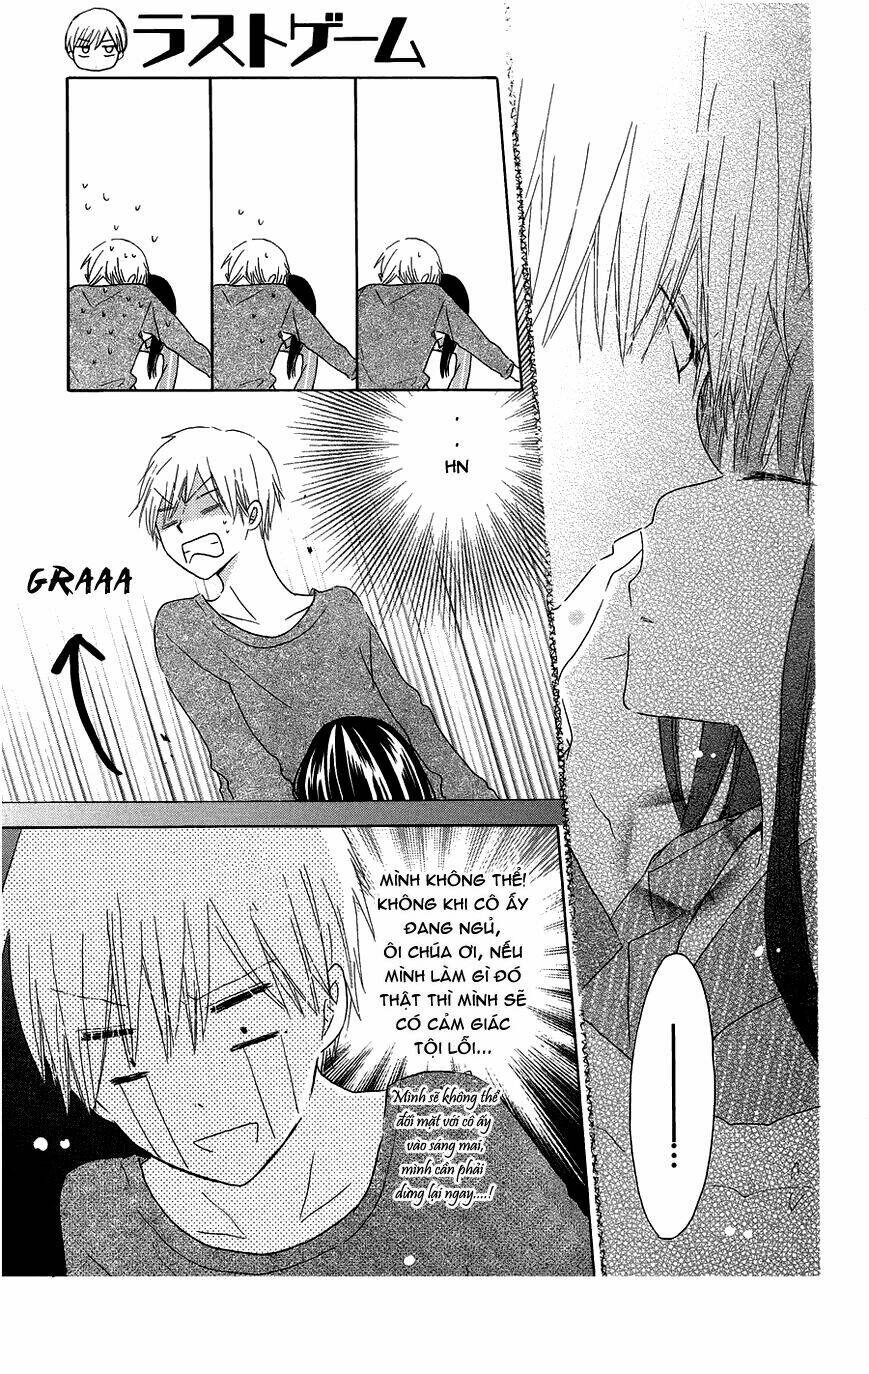 ラストゲーム
——…
.
.
HN
GRAAA
MÌNH KHÔNG THỂ!
KHÔNG KHI CÔ ẤY
ĐANG NGỦ,
ÔI CHÚA ƠI, NẾU
MÌNH LÀM GÌ ĐÓ
THẬT THÌ MÌNH SẼ
CÓ CẢM GIÁC
TỘI LỖI...
Mình sẽ không thể
đối mặt với cô ấy
vào sáng mai,
mình cần phải
dừng lại ngay....!